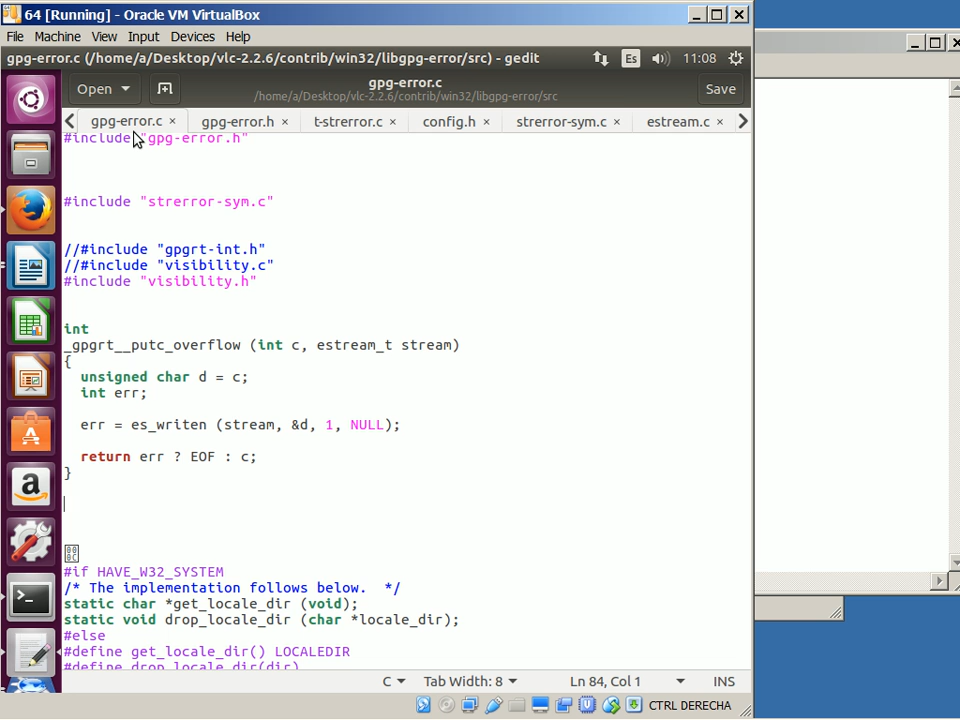 64 [Running] - Oracle VM VirtualBox
File Machine View Input Devices Help
gpg-error.c (/home/a/Desktop/vlc-2.2.6/contrib/win32/libgpg-error/src) - gedit
Es
11:08
Open
gpg-error.c
/home/a/Desktop/vlc-2.2.6/contrib/win32/libgpg-error/src
Save
gpg-error.c × gpg-error.h × t-strerror.c × config.h × strerror-sym.c × estream.c ×
#include "gpg-error.h"
#include "strerror-sym.c"
//#include "gpgrt-int.h"
//#include "visibility.c"
#include "visibility.h"
int
_gpgrt__putc_overflow (int c, estream_t stream)
{
unsigned char d = c;
int err;
err = es_writen (stream, &d, 1, NULL);
return err ? EOF : c;
}
00
0C
#if HAVE_W32_SYSTEM
/* The implementation follows below.  */
static char *get_locale_dir (void);
static void drop_locale_dir (char *locale_dir);
#else
#define get_locale_dir() LOCALEDIR
#define drop_locale_dir(dir)
C Tab Width: 8 Ln 84, Col 1 INS
CTRL DERECHA